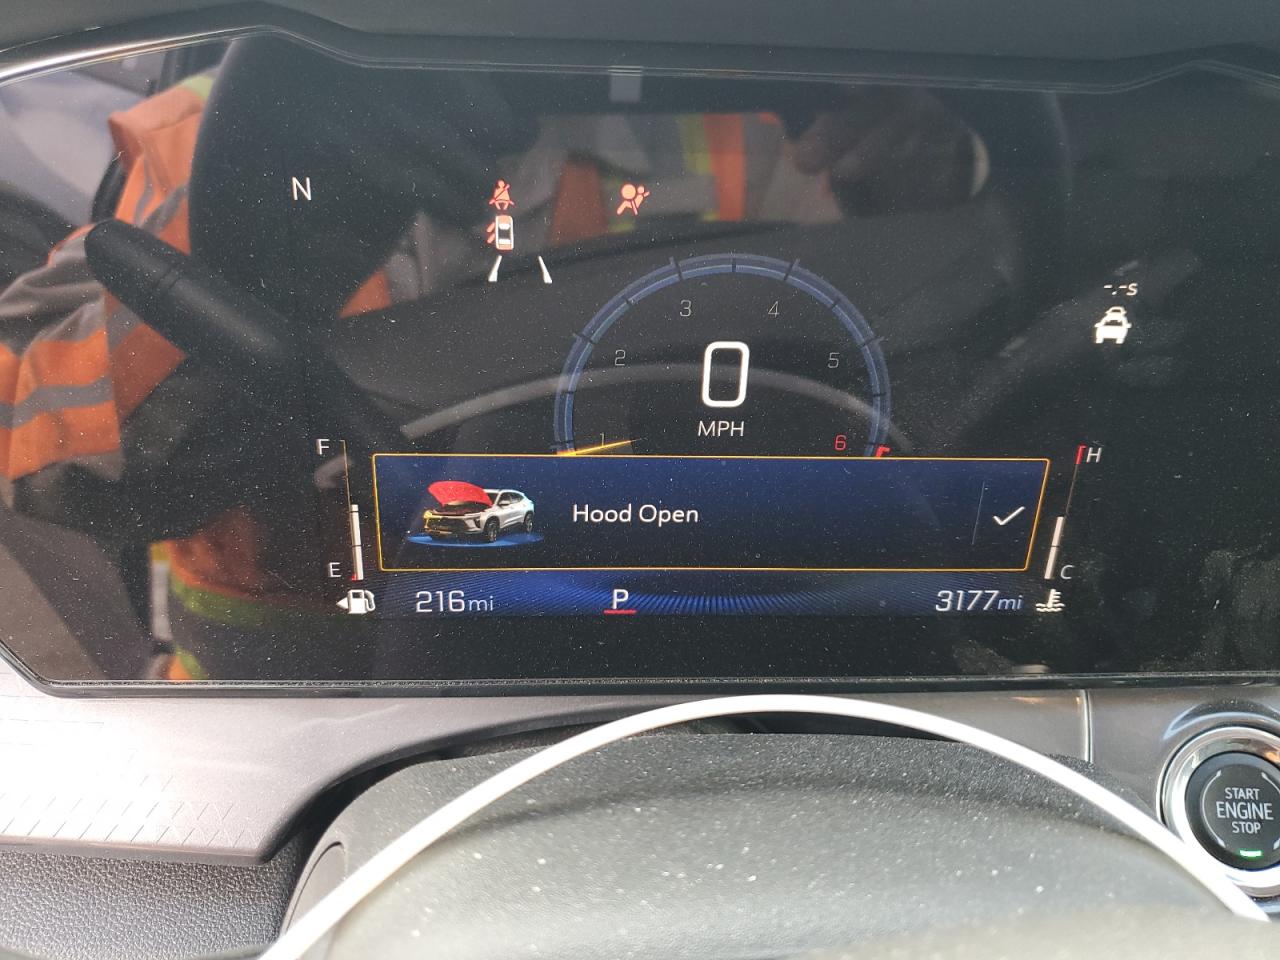 N
--s
3 4
2 5
0
MPH
1 6
F H
Hood Open
E C
216mi P 3177mi
START
ENGINE
STOP